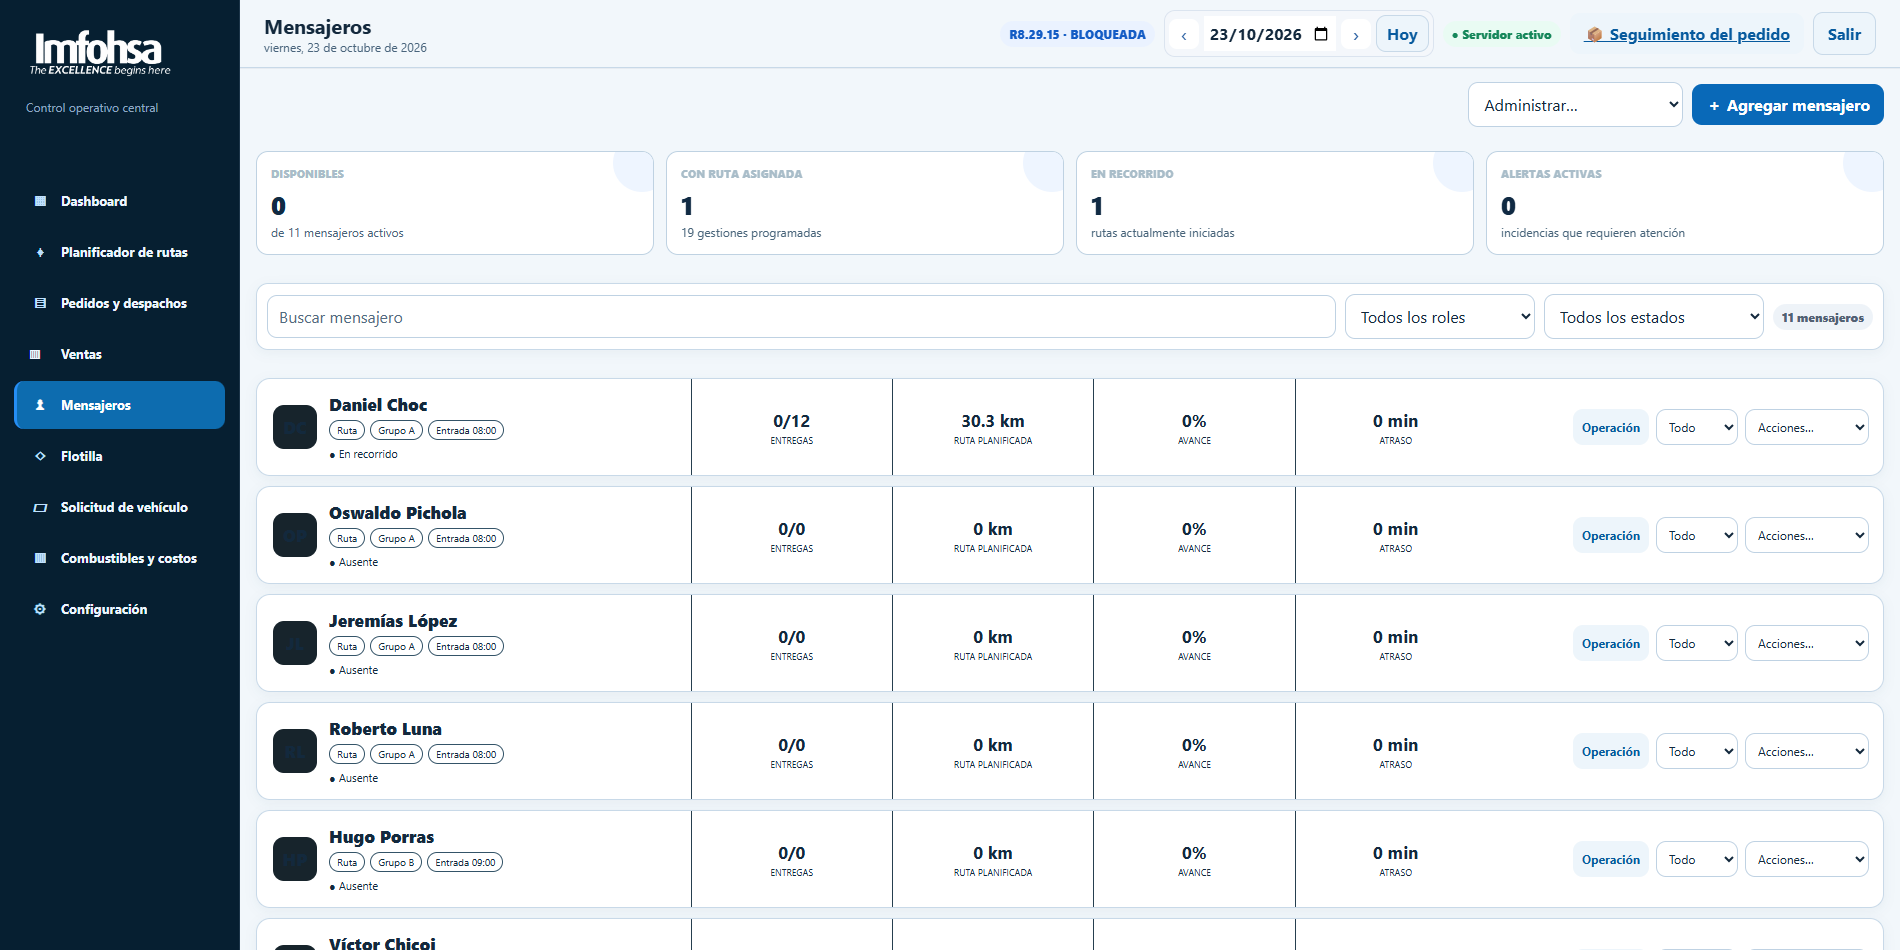 Imfohsa
The EXCELLENCE begins here
Control operativo central
Dashboard
Planificador de rutas
Pedidos y despachos
Ventas
Mensajeros
Flotilla
Solicitud de vehículo
Combustibles y costos
Configuración
Mensajeros
viernes, 23 de octubre de 2026
R8.29.15 · BLOQUEADA
‹ 23/10/2026 › Hoy
● Servidor activo
📦 Seguimiento del pedido
Salir
Administrar...
+ Agregar mensajero
DISPONIBLES
0
de 11 mensajeros activos
CON RUTA ASIGNADA
1
19 gestiones programadas
EN RECORRIDO
1
rutas actualmente iniciadas
ALERTAS ACTIVAS
0
incidencias que requieren atención
Buscar mensajero
Todos los roles
Todos los estados
11 mensajeros
DC
Daniel Choc
Ruta Grupo A Entrada 08:00
● En recorrido
0/12
ENTREGAS
30.3 km
RUTA PLANIFICADA
0%
AVANCE
0 min
ATRASO
Operación Todo Acciones...
OP
Oswaldo Pichola
Ruta Grupo A Entrada 08:00
● Ausente
0/0
ENTREGAS
0 km
RUTA PLANIFICADA
0%
AVANCE
0 min
ATRASO
Operación Todo Acciones...
JL
Jeremías López
Ruta Grupo A Entrada 08:00
● Ausente
0/0
ENTREGAS
0 km
RUTA PLANIFICADA
0%
AVANCE
0 min
ATRASO
Operación Todo Acciones...
RL
Roberto Luna
Ruta Grupo A Entrada 08:00
● Ausente
0/0
ENTREGAS
0 km
RUTA PLANIFICADA
0%
AVANCE
0 min
ATRASO
Operación Todo Acciones...
HP
Hugo Porras
Ruta Grupo B Entrada 09:00
● Ausente
0/0
ENTREGAS
0 km
RUTA PLANIFICADA
0%
AVANCE
0 min
ATRASO
Operación Todo Acciones...
Víctor Chicoj